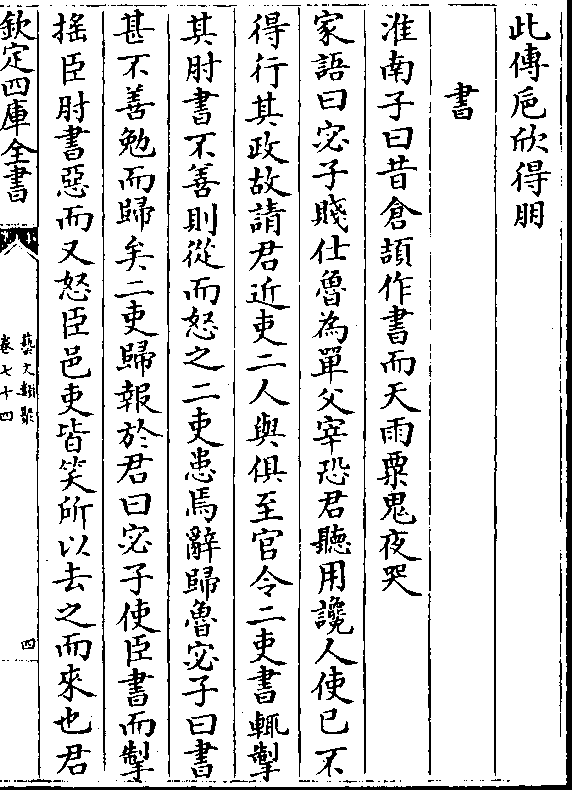 此傳巵欣得朋
書
淮南子曰昔倉頡作書而天雨粟鬼夜哭
家語曰宓子賤仕魯為單父宰恐君聽用讒人使已不
得行其政故請君近吏二人與俱至官令二吏書輒掣
其肘書不善則從而怒之二吏患焉辭歸魯宓子曰書
甚不善勉而歸矣二吏歸報於君曰宓子使臣書而掣
揺臣肘書惡而又怒臣邑吏皆笑所以去之而來也君
欽定四庫全書
藝文類聚
卷七十四
四